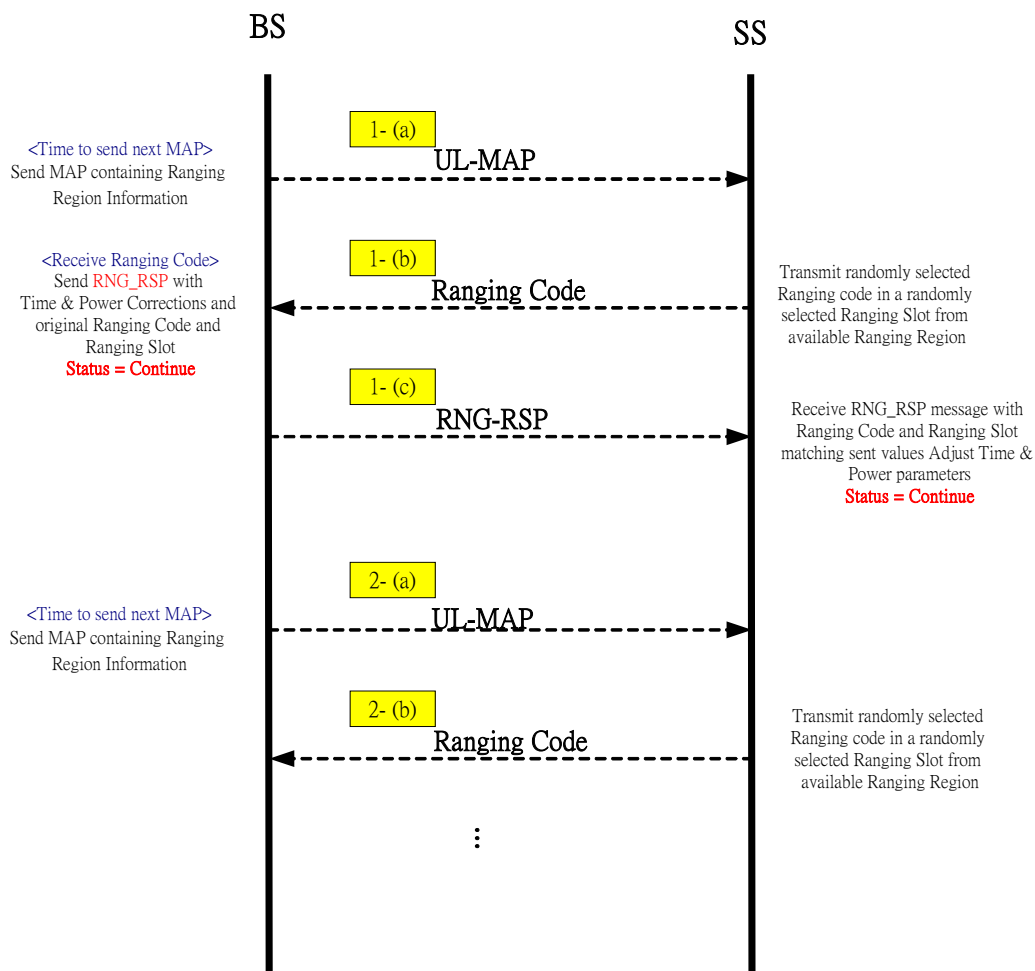 BS
SS
1- (a)
UL-MAP
<Time to send next MAP>
Send MAP containing Ranging
Region Information
1- (b)
Ranging Code
<Receive Ranging Code>
Send RNG_RSP with
Time & Power Corrections and
original Ranging Code and
Ranging Slot
Status = Continue
Transmit randomly selected
Ranging code in a randomly
selected Ranging Slot from
available Ranging Region
1- (c)
RNG-RSP
Receive RNG_RSP message with
Ranging Code and Ranging Slot
matching sent values Adjust Time &
Power parameters
Status = Continue
2- (a)
UL-MAP
<Time to send next MAP>
Send MAP containing Ranging
Region Information
2- (b)
Ranging Code
Transmit randomly selected
Ranging code in a randomly
selected Ranging Slot from
available Ranging Region
⋮